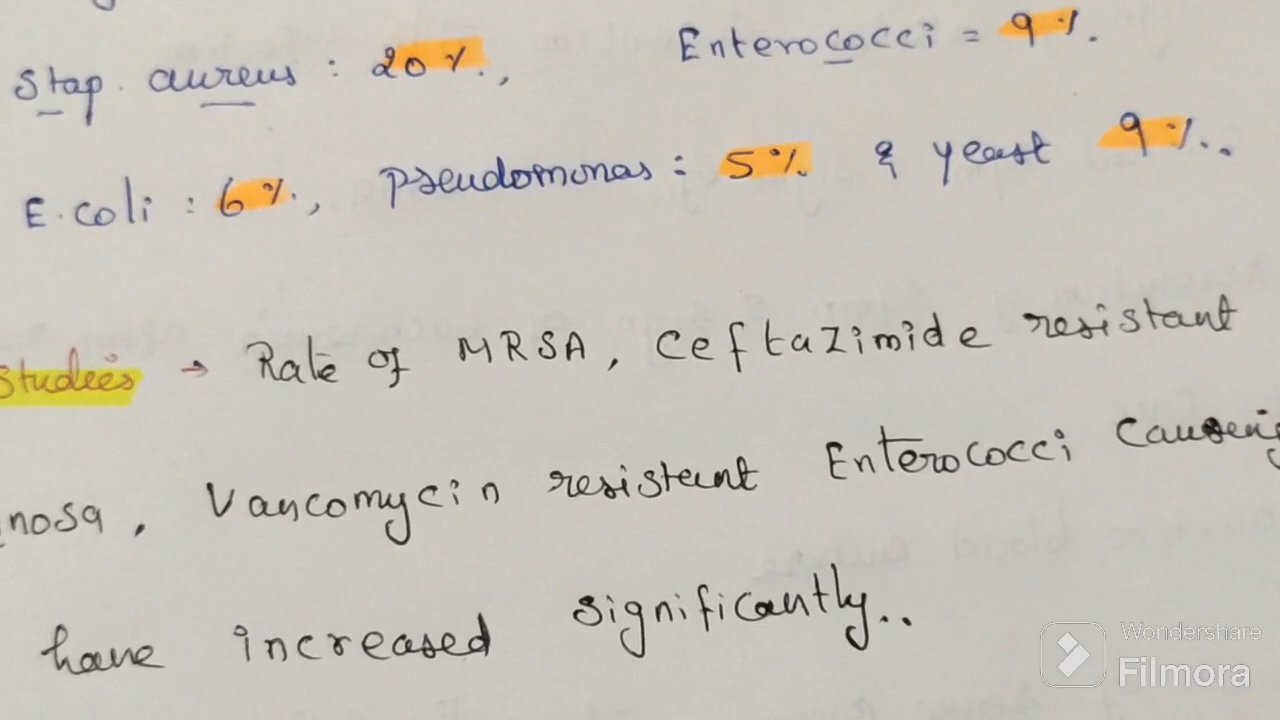 Stap. aureus : 20%., Enterococci = 9%.
E.coli : 6%., pseudomonas : 5%. & yeast 9%..
Studies → Rate of MRSA, Ceftazimide resistant
nosa, Vancomycin resistant Enterococci
have increased significantly..
Wondershare
Filmora